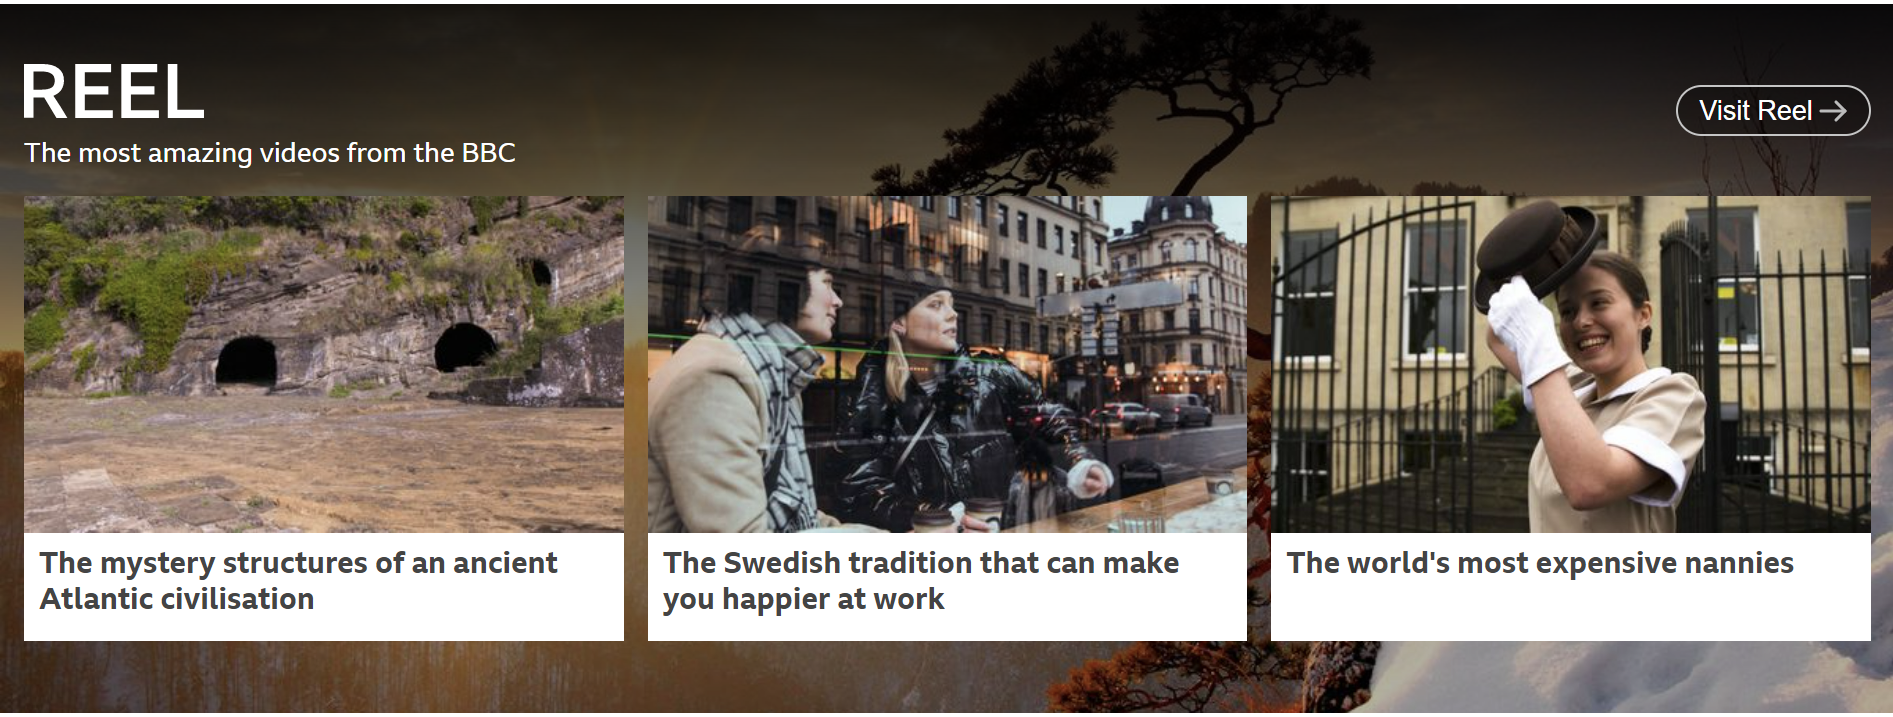 REEL
The most amazing videos from the BBC
Visit Reel
The mystery structures of an ancient
Atlantic civilisation
The Swedish tradition that can make
you happier at work
The world's most expensive nannies